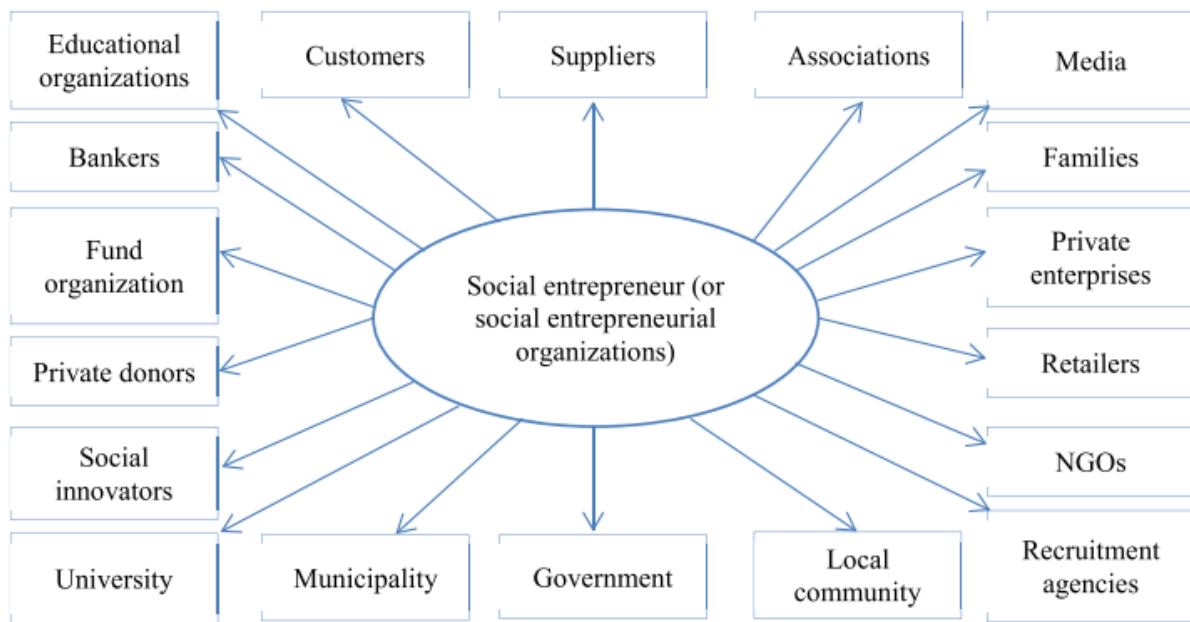 Educational
organizations
Customers
Suppliers
Associations
Media
Bankers
Families
Fund
organization
Private
enterprises
Social entrepreneur (or
social entrepreneurial
organizations)
Private donors
Retailers
Social
innovators
NGOs
University
Municipality
Government
Local
community
Recruitment
agencies